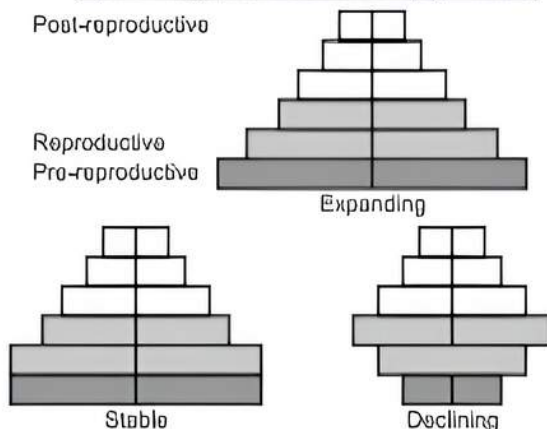 Post-reproductive
Reproductive
Pre-reproductive
Expanding
Stable
Declining